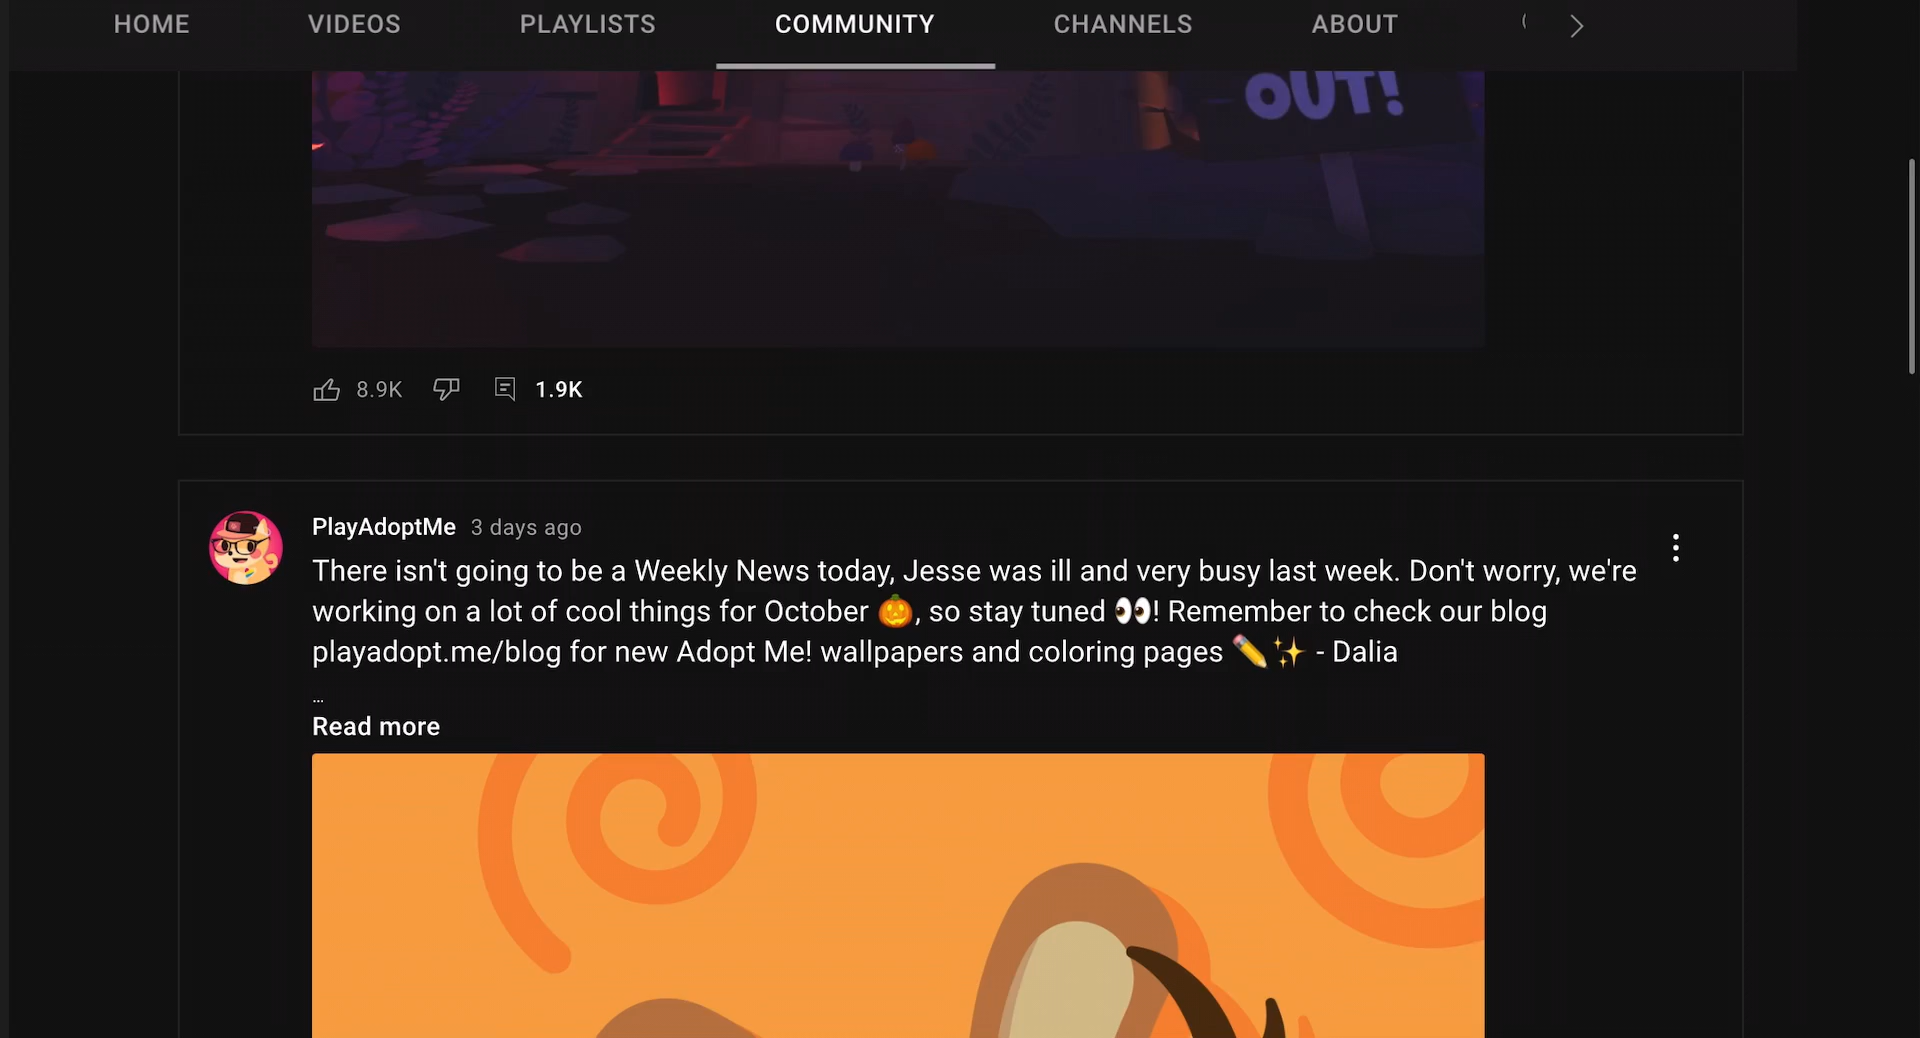 HOME VIDEOS PLAYLISTS COMMUNITY CHANNELS ABOUT
OUT!
8.9K 1.9K
PlayAdoptMe 3 days ago
There isn't going to be a Weekly News today, Jesse was ill and very busy last week. Don't worry, we're
working on a lot of cool things for October 🎃, so stay tuned 👀! Remember to check our blog
playadopt.me/blog for new Adopt Me! wallpapers and coloring pages ✏️✨ - Dalia
...
Read more